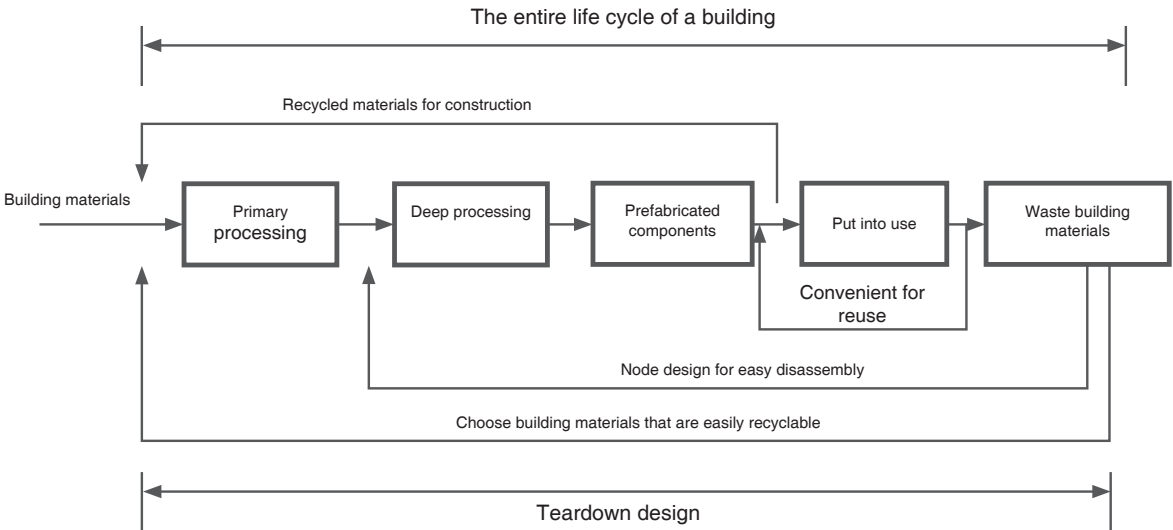 The entire life cycle of a building
Recycled materials for construction
Building materials
Primary
processing
Deep processing
Prefabricated
components
Put into use
Waste building
materials
Convenient for
reuse
Node design for easy disassembly
Choose building materials that are easily recyclable
Teardown design